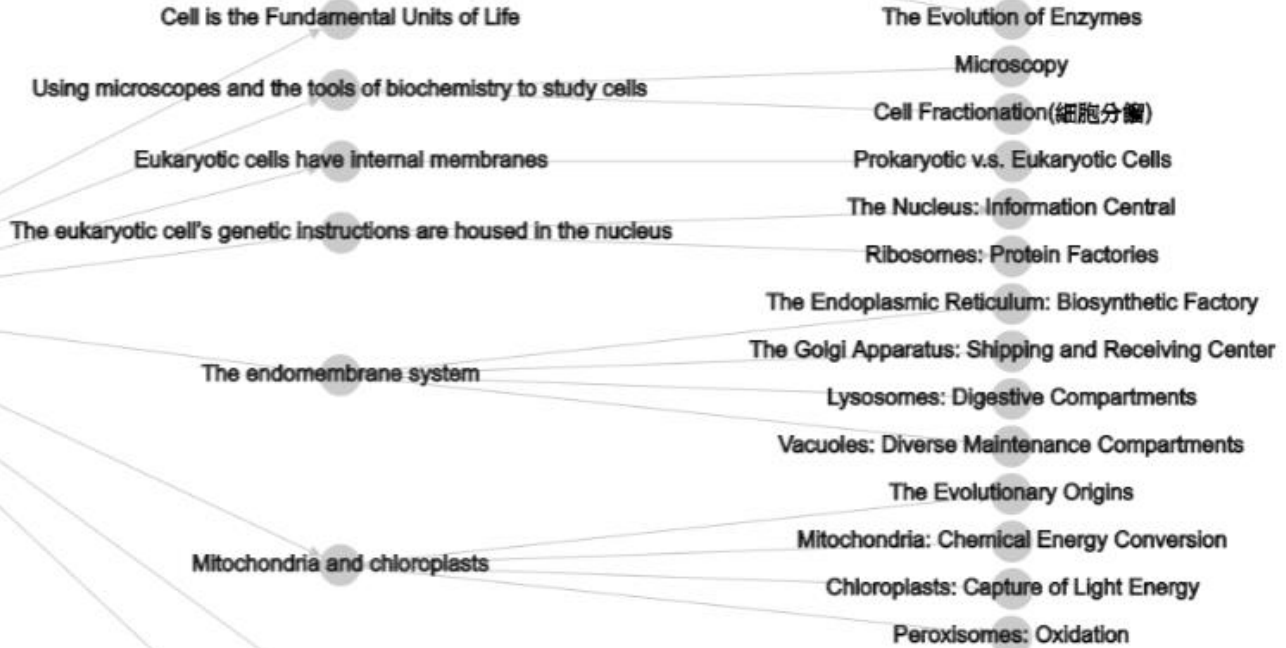 Cell is the Fundamental Units of Life
The Evolution of Enzymes
Using microscopes and the tools of biochemistry to study cells
Microscopy
Cell Fractionation(細胞分餾)
Eukaryotic cells have internal membranes
Prokaryotic v.s. Eukaryotic Cells
The eukaryotic cell's genetic instructions are housed in the nucleus
The Nucleus: Information Central
Ribosomes: Protein Factories
The endomembrane system
The Endoplasmic Reticulum: Biosynthetic Factory
The Golgi Apparatus: Shipping and Receiving Center
Lysosomes: Digestive Compartments
Vacuoles: Diverse Maintenance Compartments
Mitochondria and chloroplasts
The Evolutionary Origins
Mitochondria: Chemical Energy Conversion
Chloroplasts: Capture of Light Energy
Peroxisomes: Oxidation